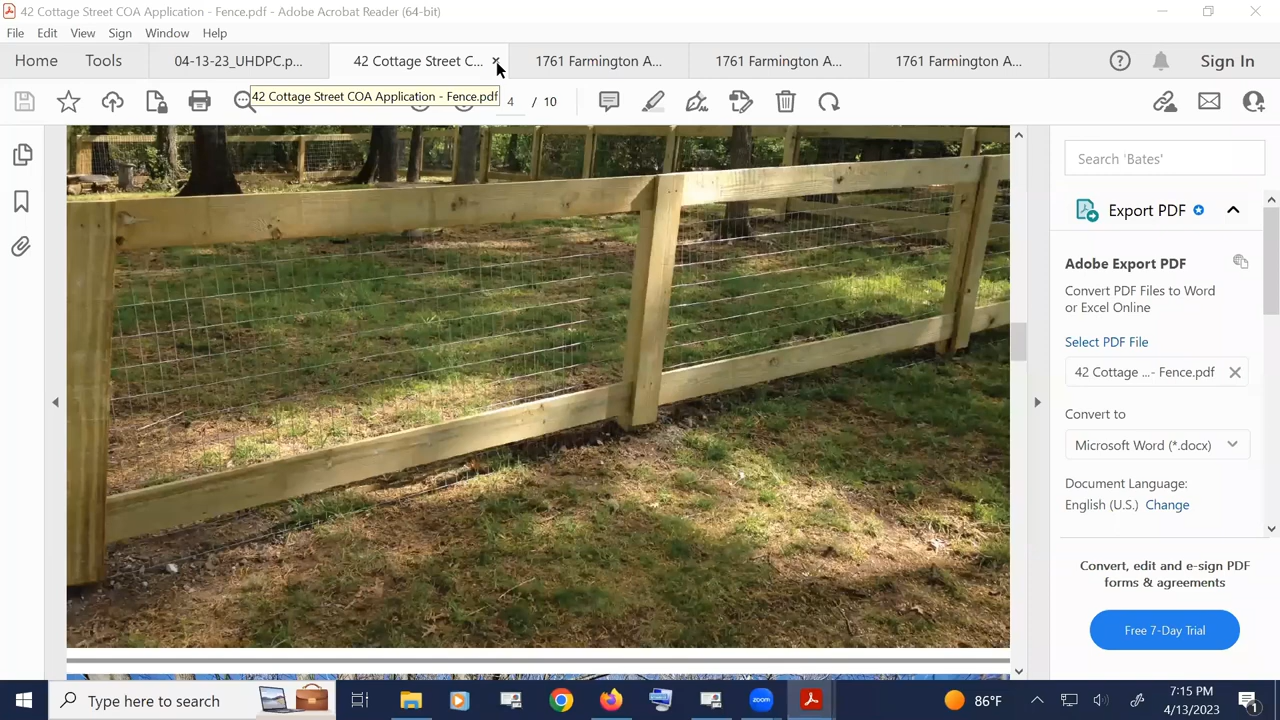 42 Cottage Street COA Application - Fence.pdf - Adobe Acrobat Reader (64-bit)
File Edit View Sign Window Help
Home Tools 04-13-23_UHDPC.p... 42 Cottage Street C... 1761 Farmington A... 1761 Farmington A... 1761 Farmington A... Sign In
42 Cottage Street COA Application - Fence.pdf 4 / 10
Search 'Bates'
Export PDF
Adobe Export PDF
Convert PDF Files to Word
or Excel Online
Select PDF File
42 Cottage ...- Fence.pdf
Convert to
Microsoft Word (*.docx)
Document Language:
English (U.S.) Change
Convert, edit and e-sign PDF
forms & agreements
Free 7-Day Trial
Type here to search
zoom
86°F
7:15 PM
4/13/2023
1